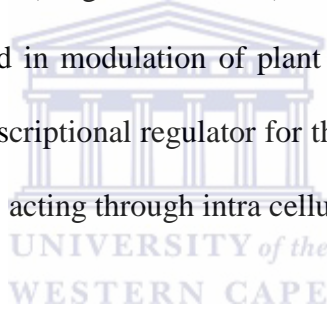 d in modulation of plant
scriptional regulator for th
acting through intra cellu
UNIVERSITY of the
WESTERN CAPE